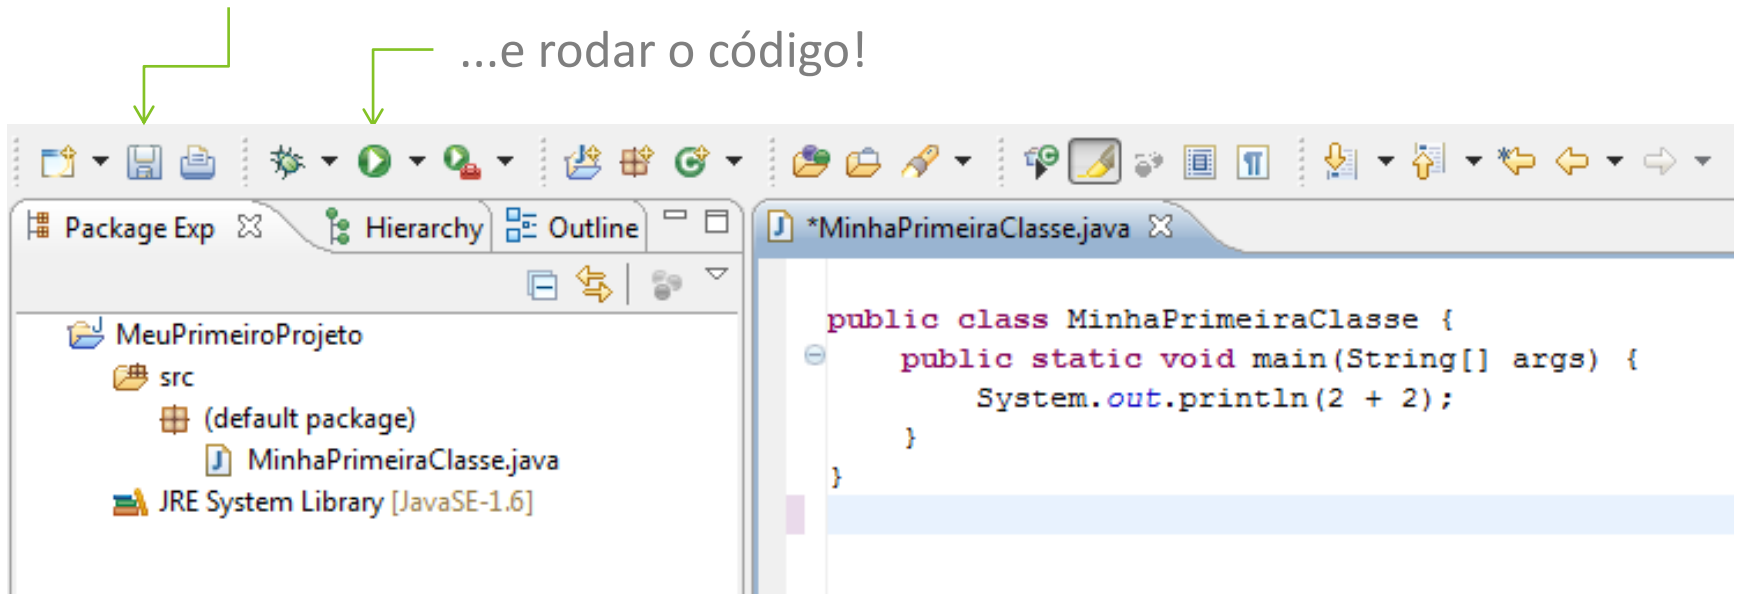 ...e rodar o código!
Package Exp
Hierarchy
Outline
*MinhaPrimeiraClasse.java
MeuPrimeiroProjeto
src
(default package)
MinhaPrimeiraClasse.java
JRE System Library [JavaSE-1.6]
public class MinhaPrimeiraClasse {
public static void main(String[] args) {
System.out.println(2 + 2);
}
}